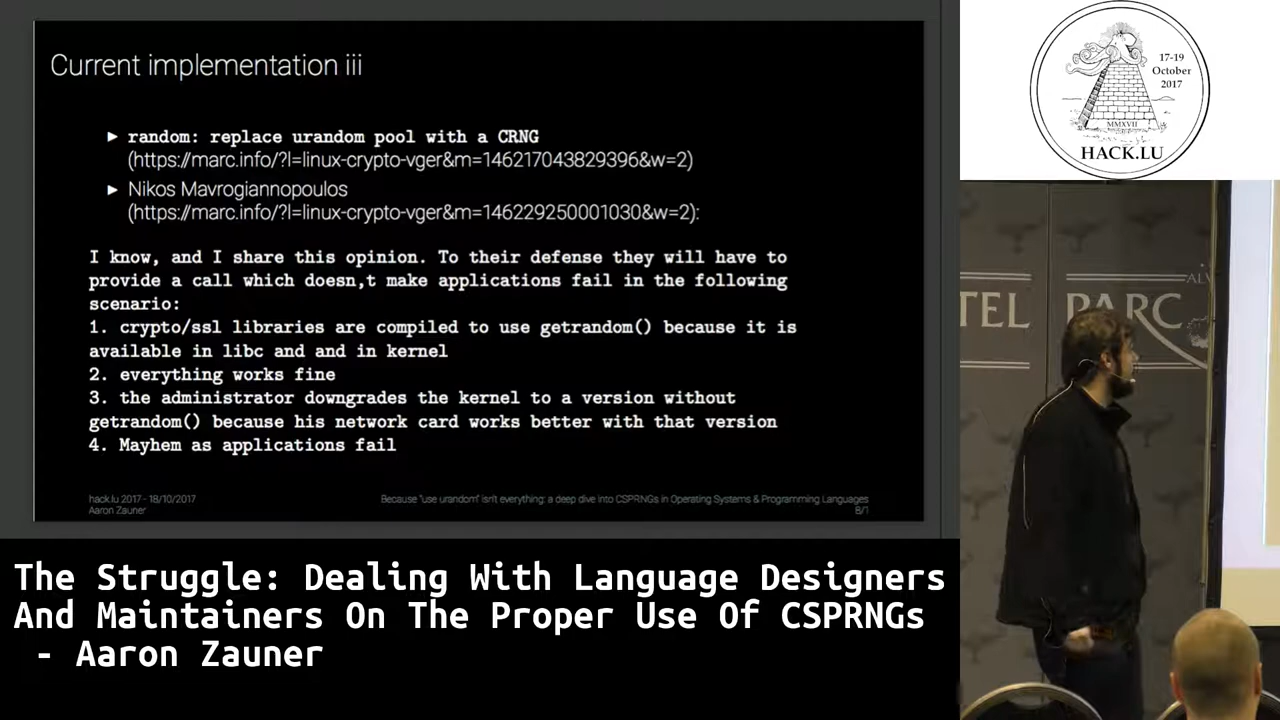 Current implementation iii
► random: replace urandom pool with a CRNG
(https://marc.info/?l=linux-crypto-vger&m=146217043829396&w=2)
► Nikos Mavrogiannopoulos
(https://marc.info/?l=linux-crypto-vger&m=146229250001030&w=2):
I know, and I share this opinion. To their defense they will have to
provide a call which doesn,t make applications fail in the following
scenario:
1. crypto/ssl libraries are compiled to use getrandom() because it is
available in libc and and in kernel
2. everything works fine
3. the administrator downgrades the kernel to a version without
getrandom() because his network card works better with that version
4. Mayhem as applications fail
hack.lu 2017 - 18/10/2017
Aaron Zauner
Because "use urandom" isn't everything: a deep dive into CSPRNGs in Operating Systems & Programming Languages
8/1
The Struggle: Dealing With Language Designers
And Maintainers On The Proper Use Of CSPRNGs
- Aaron Zauner
17-19
October
2017
MMXVII
HACK.LU
TEL
PARC
ALV